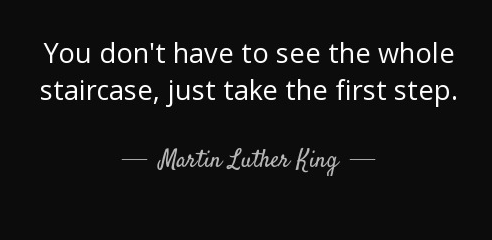 You don't have to see the whole
staircase, just take the first step.
Martin Luther King